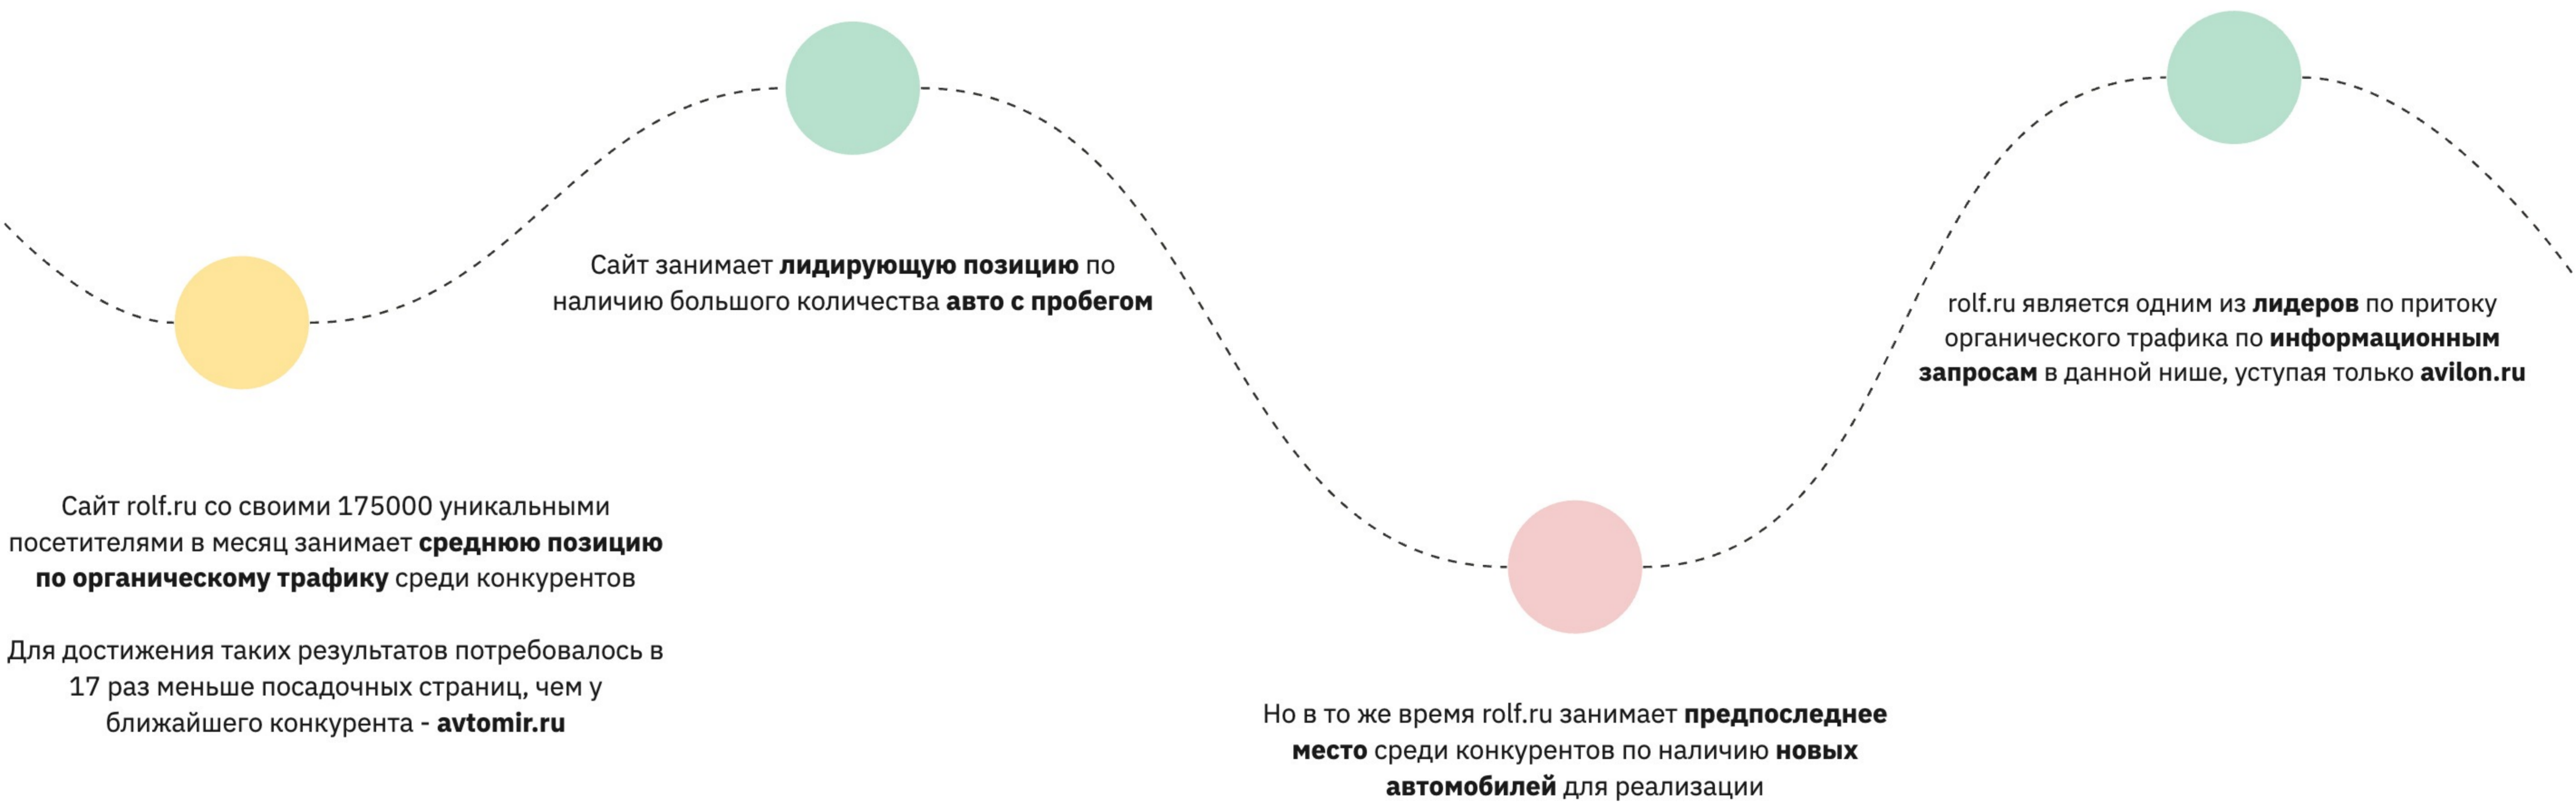 Сайт rolf.ru со своими 175000 уникальными
посетителями в месяц занимает среднюю позицию
по органическому трафику среди конкурентов
Для достижения таких результатов потребовалось в
17 раз меньше посадочных страниц, чем у
ближайшего конкурента - avtomir.ru
Сайт занимает лидирующую позицию по
наличию большого количества авто с пробегом
Но в то же время rolf.ru занимает предпоследнее
место среди конкурентов по наличию новых
автомобилей для реализации
rolf.ru является одним из лидеров по притоку
органического трафика по информационным
запросам в данной нише, уступая только avilon.ru